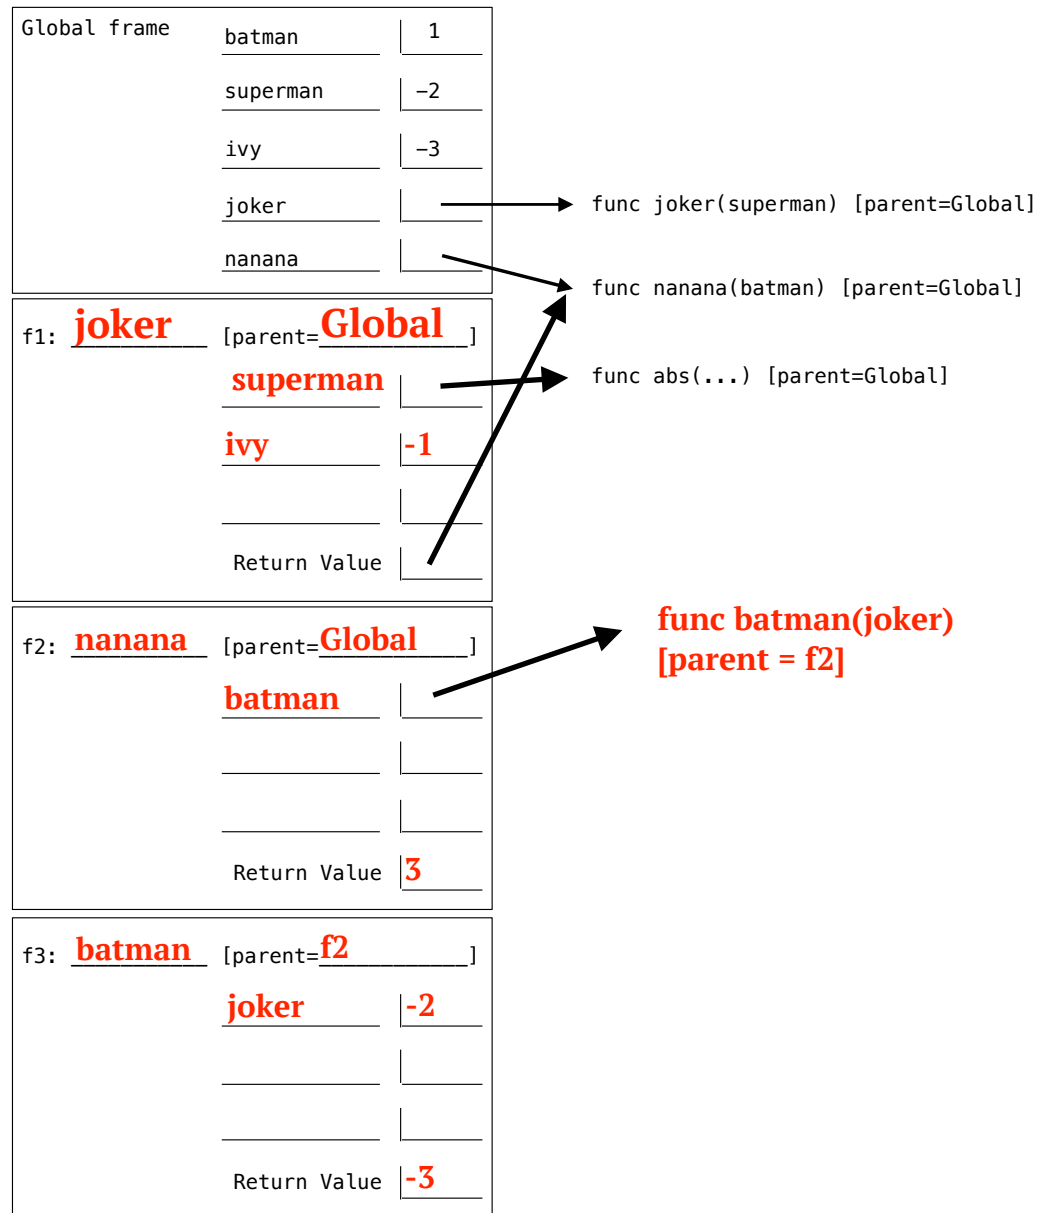 Global frame
batman 1
superman −2
ivy −3
joker
func joker(superman) [parent=Global]
nanana
func nanana(batman) [parent=Global]
f1: joker [parent=Global]
superman
func abs(...) [parent=Global]
ivy -1
Return Value
f2: nanana [parent=Global]
func batman(joker)
[parent = f2]
batman
Return Value 3
f3: batman [parent=f2]
joker -2
Return Value -3